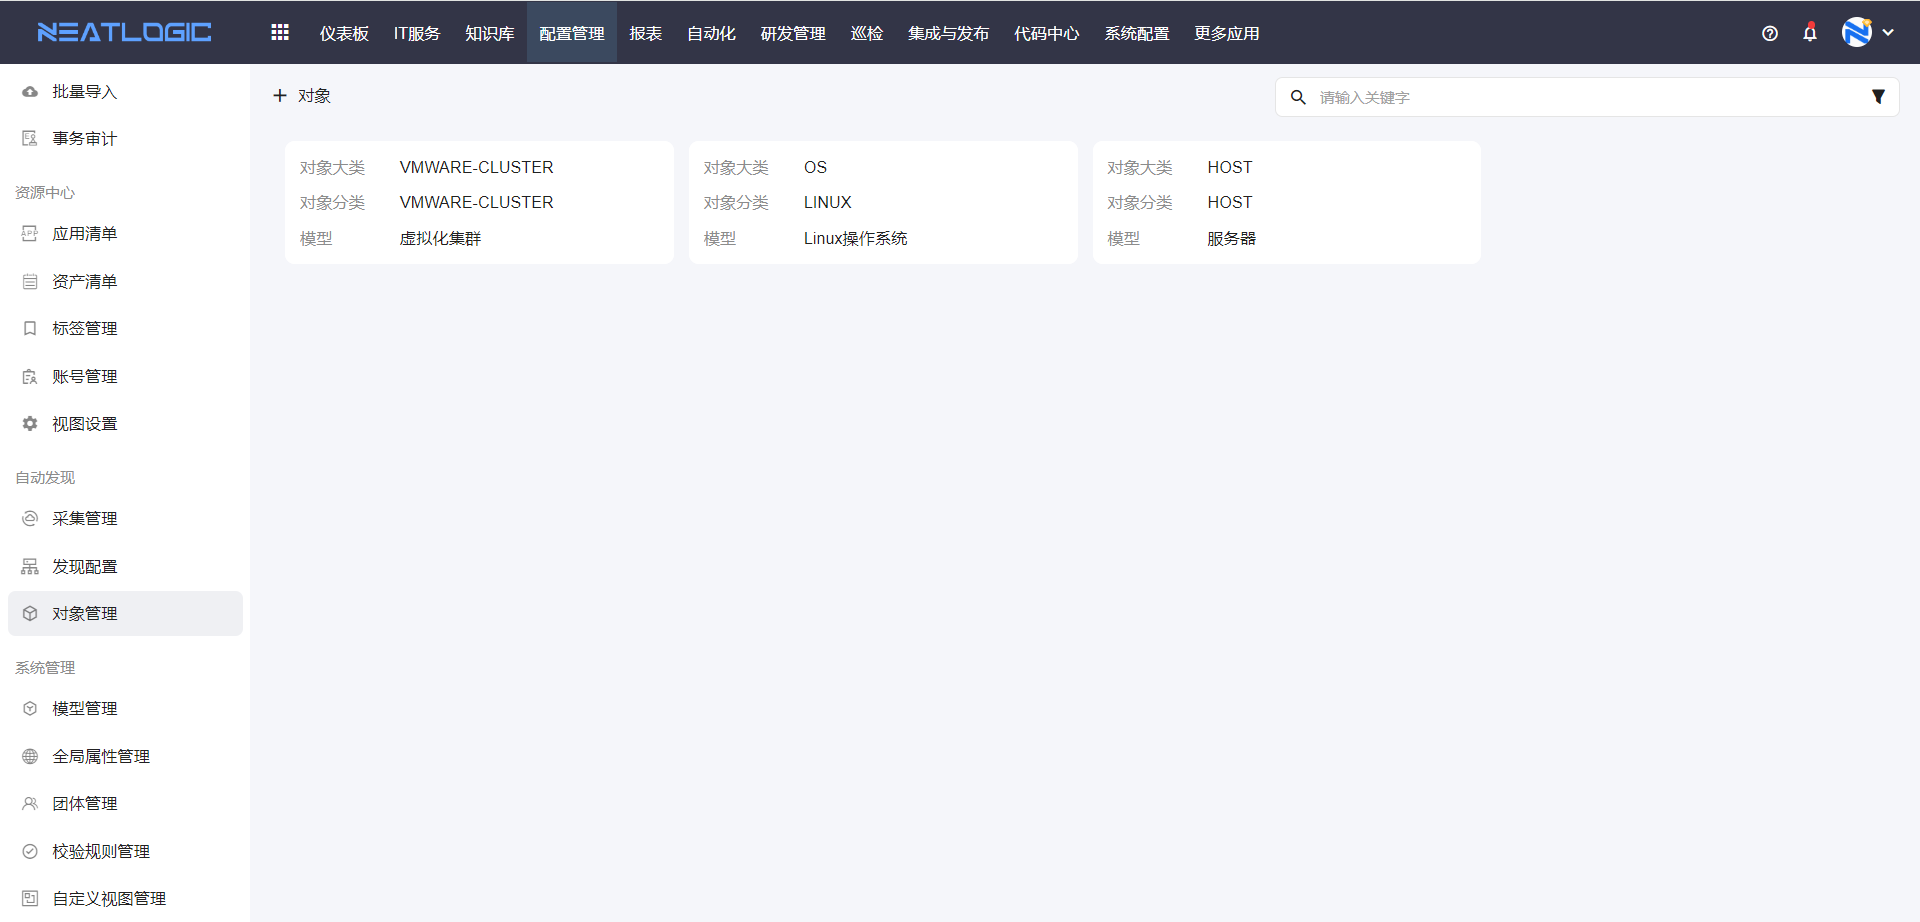 NEATLOGIC
仪表板 IT服务 知识库 配置管理 报表 自动化 研发管理 巡检 集成与发布 代码中心 系统配置 更多应用
批量导入
事务审计
资源中心
APP 应用清单
资产清单
标签管理
账号管理
视图设置
自动发现
采集管理
发现配置
对象管理
系统管理
模型管理
全局属性管理
团体管理
校验规则管理
自定义视图管理
+ 对象
请输入关键字
对象大类 VMWARE-CLUSTER
对象分类 VMWARE-CLUSTER
模型 虚拟化集群
对象大类 OS
对象分类 LINUX
模型 Linux操作系统
对象大类 HOST
对象分类 HOST
模型 服务器